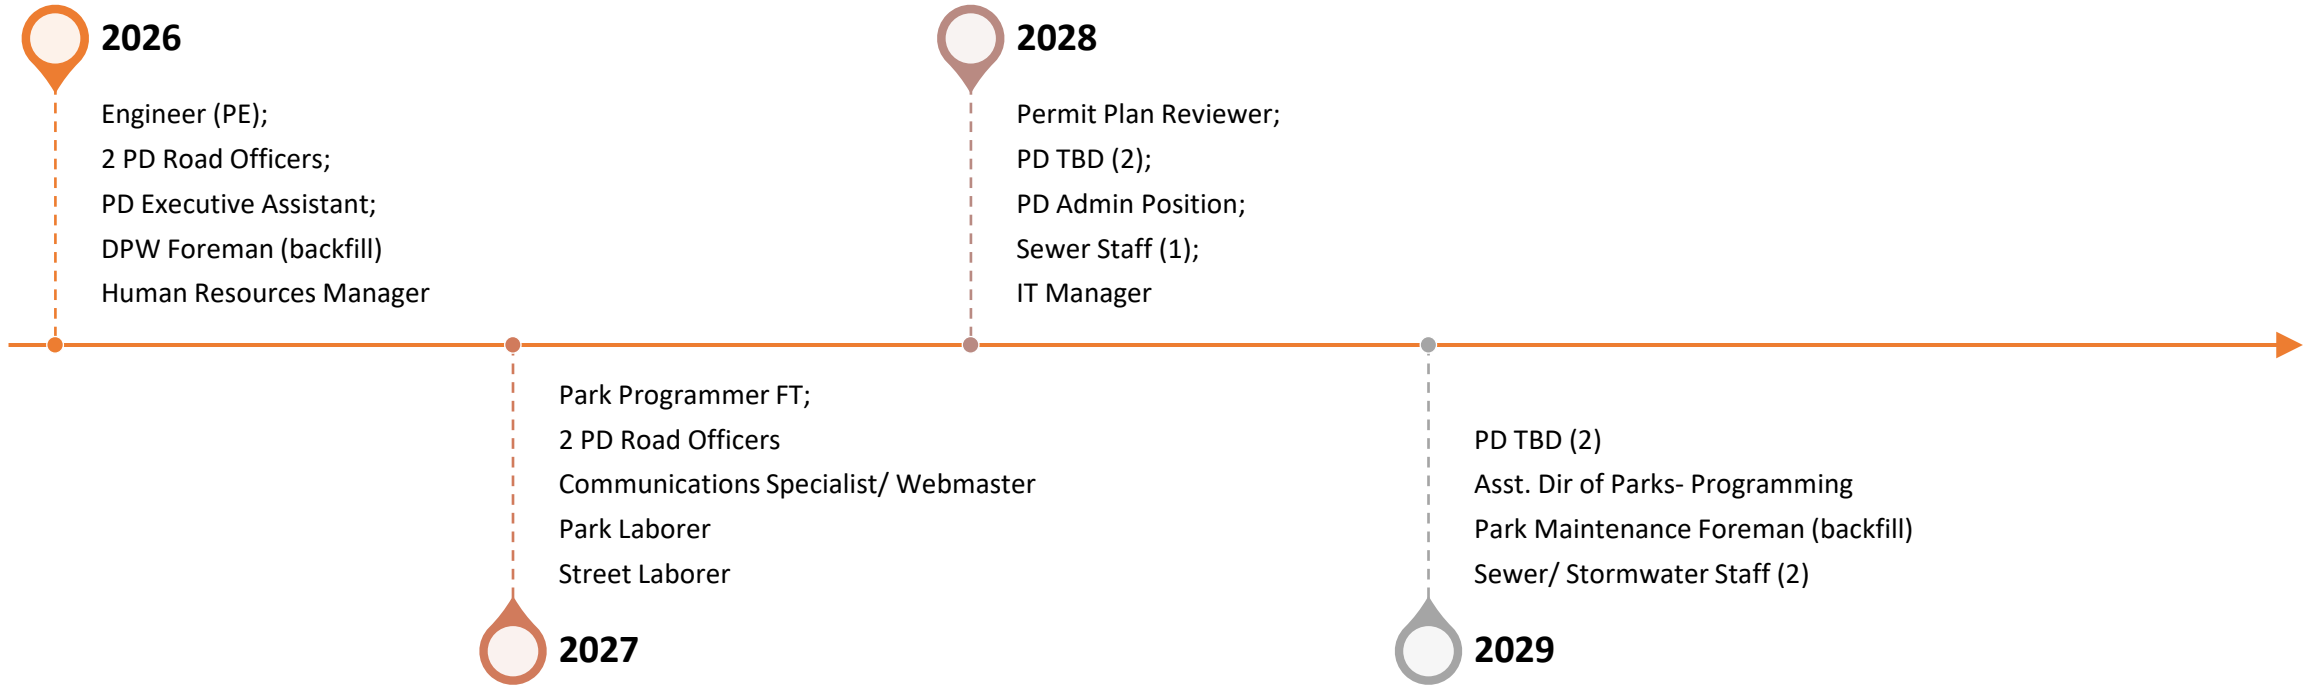 2026
Engineer (PE);
2 PD Road Officers;
PD Executive Assistant;
DPW Foreman (backfill)
Human Resources Manager
2028
Permit Plan Reviewer;
PD TBD (2);
PD Admin Position;
Sewer Staff (1);
IT Manager
Park Programmer FT;
2 PD Road Officers
Communications Specialist/ Webmaster
Park Laborer
Street Laborer
2027
PD TBD (2)
Asst. Dir of Parks- Programming
Park Maintenance Foreman (backfill)
Sewer/ Stormwater Staff (2)
2029